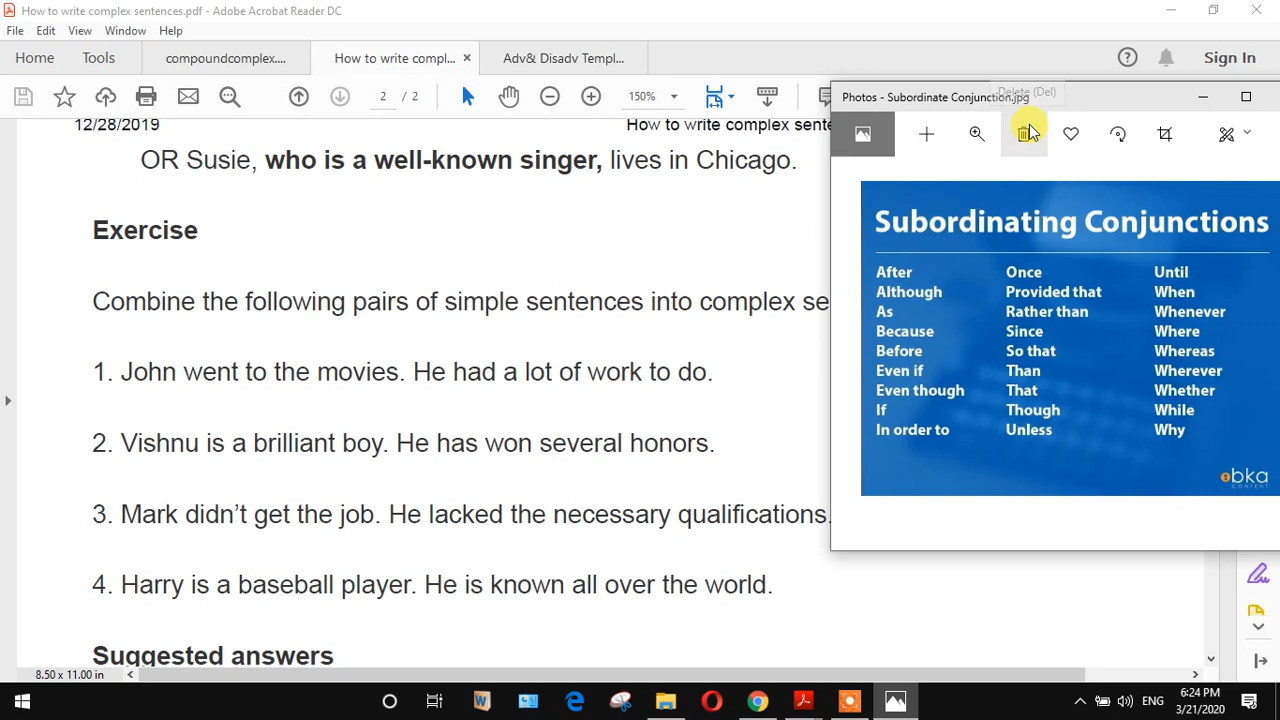 How to write complex sentences.pdf - Adobe Acrobat Reader DC
File Edit View Window Help
Home Tools compoundcomplex.... How to write compl... × Adv& Disadv Templ... Sign In
2 / 2 150%
12/28/2019 How to write complex sente
OR Susie, who is a well-known singer, lives in Chicago.
Exercise
Combine the following pairs of simple sentences into complex se
1. John went to the movies. He had a lot of work to do.
2. Vishnu is a brilliant boy. He has won several honors.
3. Mark didn’t get the job. He lacked the necessary qualifications.
4. Harry is a baseball player. He is known all over the world.
Suggested answers
8.50 x 11.00 in
Photos - Subordinate Conjunction.jpg
Delete (Del)
Subordinating Conjunctions
After Once Until
Although Provided that When
As Rather than Whenever
Because Since Where
Before So that Whereas
Even if Than Wherever
Even though That Whether
If Though While
In order to Unless Why
bka
CONTENT
ENG 6:24 PM
3/21/2020